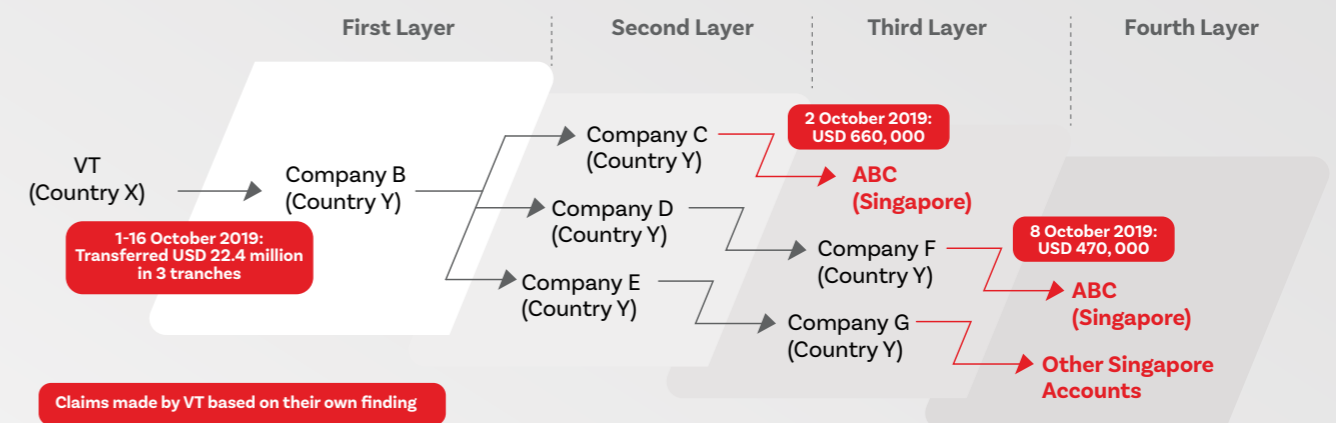 First Layer
Second Layer
Third Layer
Fourth Layer
VT
(Country X)
1-16 October 2019:
Transferred USD 22.4 million
in 3 tranches
Company B
(Country Y)
Company C
(Country Y)
Company D
(Country Y)
Company E
(Country Y)
2 October 2019:
USD 660, 000
ABC
(Singapore)
Company F
(Country Y)
Company G
(Country Y)
8 October 2019:
USD 470, 000
ABC
(Singapore)
Other Singapore
Accounts
Claims made by VT based on their own finding